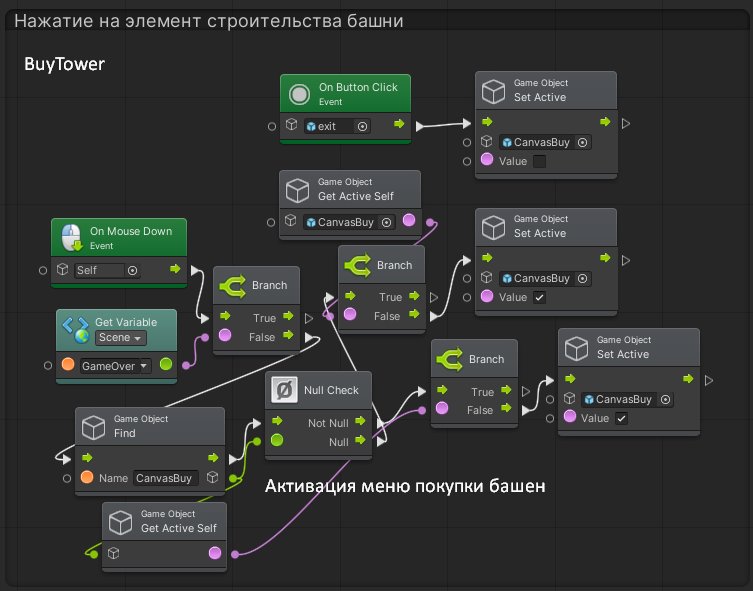 Нажатие на элемент строительства башни
BuyTower
On Button Click
Event
exit
Game Object
Set Active
CanvasBuy
Value
Game Object
Get Active Self
CanvasBuy
Game Object
Set Active
CanvasBuy
Value
On Mouse Down
Event
Self
Branch
True
False
Branch
True
False
Get Variable
Scene
GameOver
Game Object
Set Active
CanvasBuy
Value
Branch
True
False
Null Check
Not Null
Null
Game Object
Find
Name CanvasBuy
Активация меню покупки башен
Game Object
Get Active Self